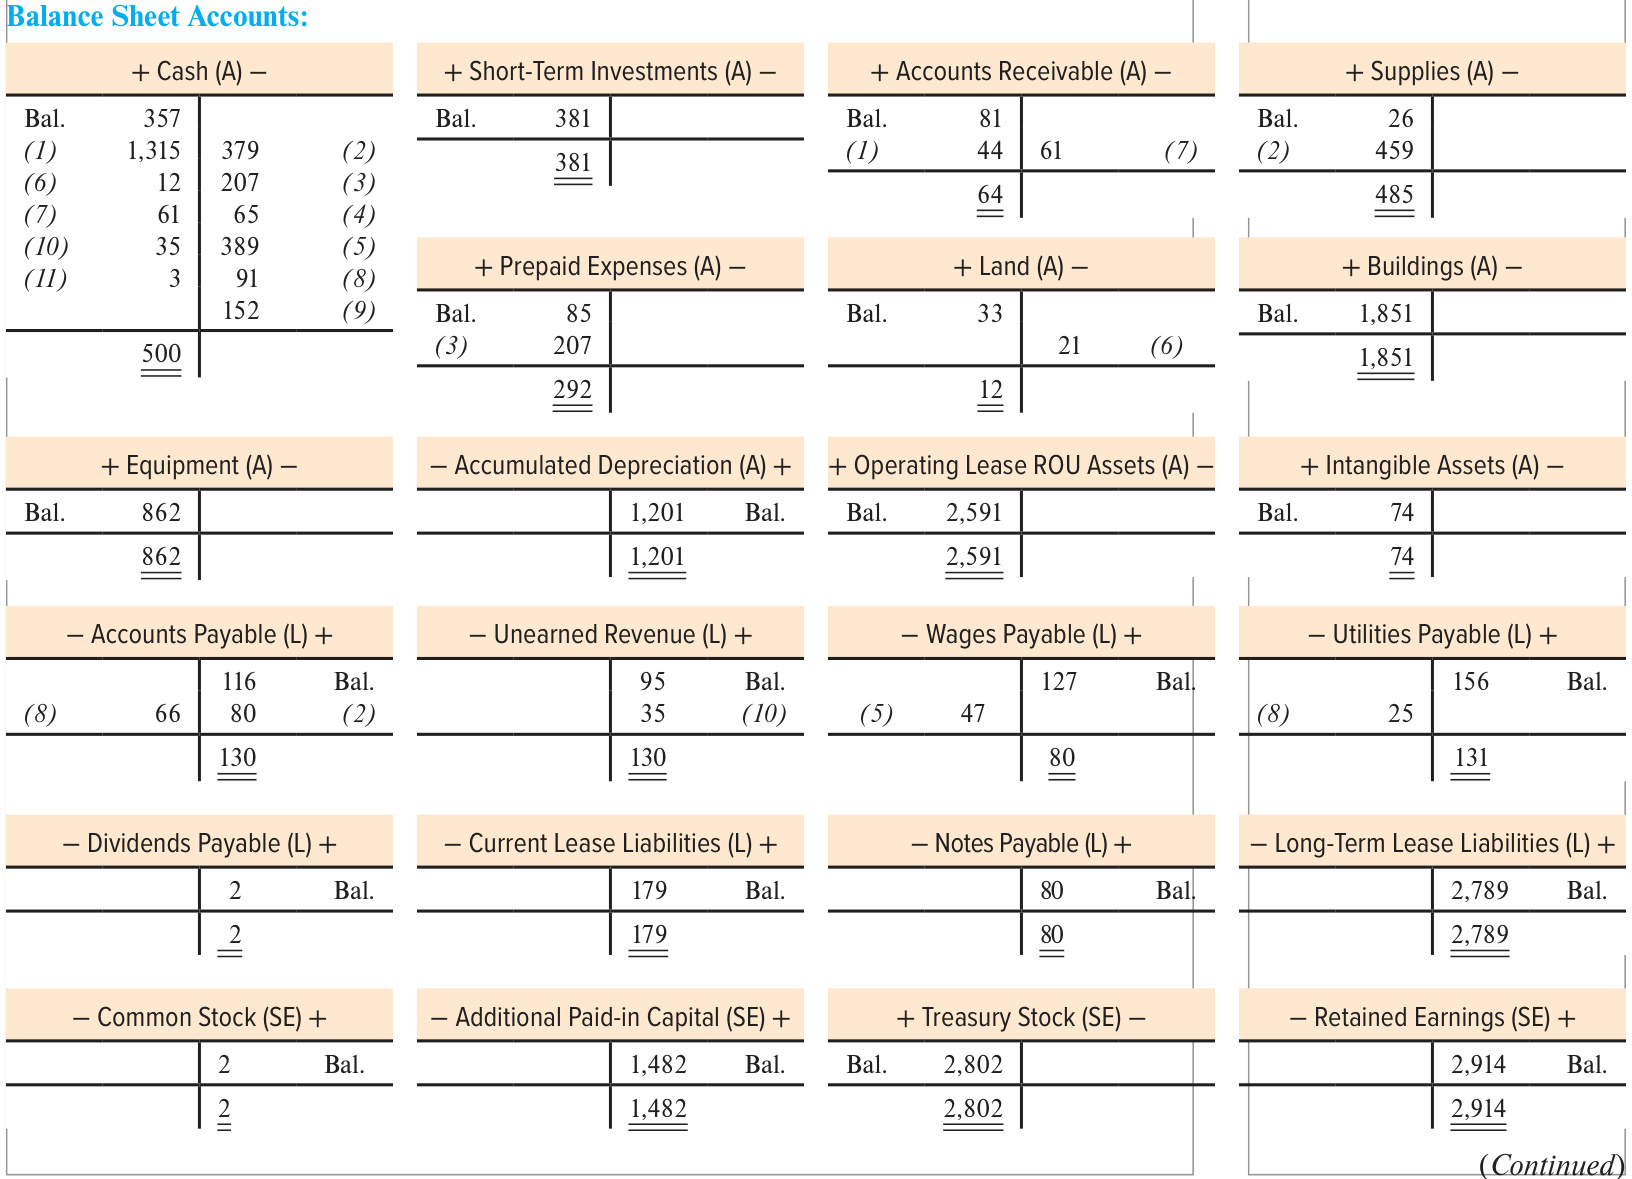 Balance Sheet Accounts:
+ Cash (A) −
Bal. 357
(1) 1,315 379 (2)
(6) 12 207 (3)
(7) 61 65 (4)
(10) 35 389 (5)
(11) 3 91 (8)
152 (9)
500
+ Short-Term Investments (A) −
Bal. 381
381
+ Accounts Receivable (A) −
Bal. 81
(1) 44 61 (7)
64
+ Supplies (A) −
Bal. 26
(2) 459
485
+ Prepaid Expenses (A) −
Bal. 85
(3) 207
292
+ Land (A) −
Bal. 33
21 (6)
12
+ Buildings (A) −
Bal. 1,851
1,851
+ Equipment (A) −
Bal. 862
862
− Accumulated Depreciation (A) +
1,201 Bal.
1,201
+ Operating Lease ROU Assets (A) −
Bal. 2,591
2,591
+ Intangible Assets (A) −
Bal. 74
74
− Accounts Payable (L) +
116 Bal.
(8) 66 80 (2)
130
− Unearned Revenue (L) +
95 Bal.
35 (10)
130
− Wages Payable (L) +
127 Bal.
(5) 47
80
− Utilities Payable (L) +
156 Bal.
(8) 25
131
− Dividends Payable (L) +
2 Bal.
2
− Current Lease Liabilities (L) +
179 Bal.
179
− Notes Payable (L) +
80 Bal.
80
− Long-Term Lease Liabilities (L) +
2,789 Bal.
2,789
− Common Stock (SE) +
2 Bal.
2
− Additional Paid-in Capital (SE) +
1,482 Bal.
1,482
+ Treasury Stock (SE) −
Bal. 2,802
2,802
− Retained Earnings (SE) +
2,914 Bal.
2,914
(Continued)